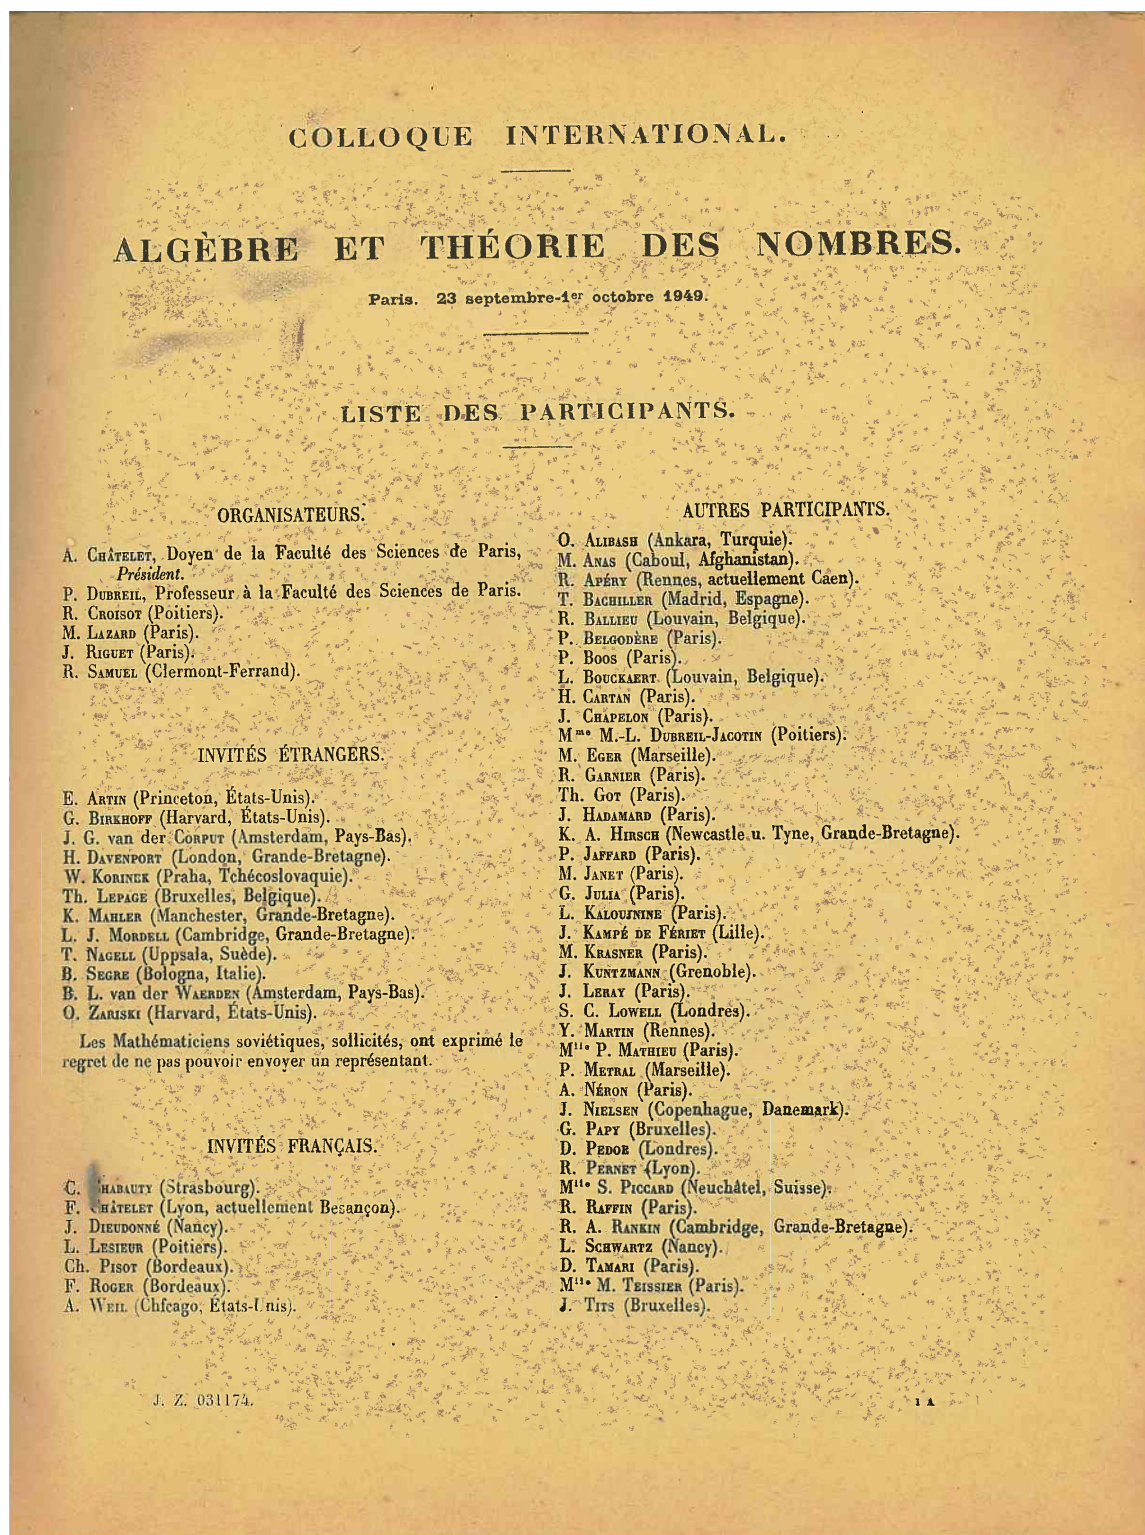 COLLOQUE INTERNATIONAL.
ALGÈBRE ET THÉORIE DES NOMBRES.
Paris. 23 septembre-1er octobre 1949.
LISTE DES PARTICIPANTS.
ORGANISATEURS.
A. CHÂTELET, Doyen de la Faculté des Sciences de Paris,
Président.
P. DUBREIL, Professeur à la Faculté des Sciences de Paris.
R. CROISOT (Poitiers).
M. LAZARD (Paris).
J. RIGUET (Paris).
R. SAMUEL (Clermont-Ferrand).
INVITÉS ÉTRANGERS.
E. ARTIN (Princeton, États-Unis).
G. BIRKHOFF (Harvard, États-Unis).
J. G. van der CORPUT (Amsterdam, Pays-Bas).
H. DAVENPORT (London, Grande-Bretagne).
W. KORINEK (Praha, Tchécoslovaquie).
Th. LEPAGE (Bruxelles, Belgique).
K. MAHLER (Manchester, Grande-Bretagne).
L. J. MORDELL (Cambridge, Grande-Bretagne).
T. NAGELL (Uppsala, Suède).
B. SEGRE (Bologna, Italie).
B. L. van der WAERDEN (Amsterdam, Pays-Bas).
O. ZARISKI (Harvard, États-Unis).
Les Mathématiciens soviétiques, sollicités, ont exprimé le
regret de ne pas pouvoir envoyer un représentant.
INVITÉS FRANÇAIS.
C. CHABAUTY (Strasbourg).
F. CHÂTELET (Lyon, actuellement Besançon).
J. DIEUDONNÉ (Nancy).
L. LESIEUR (Poitiers).
Ch. PISOT (Bordeaux).
F. ROGER (Bordeaux).
A. WEIL (Chicago, États-Unis).
AUTRES PARTICIPANTS.
O. ALIBASH (Ankara, Turquie).
M. ANAS (Caboul, Afghanistan).
R. APÉRY (Rennes, actuellement Caen).
T. BACHILLER (Madrid, Espagne).
R. BALLIEU (Louvain, Belgique).
P. BELGODÈRE (Paris).
P. BOOS (Paris).
L. BOUCKAERT (Louvain, Belgique).
H. CARTAN (Paris).
J. CHAPELON (Paris).
Mme M.-L. DUBREIL-JACOTIN (Poitiers).
M. EGER (Marseille).
R. GARNIER (Paris).
Th. GOT (Paris).
J. HADAMARD (Paris).
K. A. HIRSCH (Newcastle u. Tyne, Grande-Bretagne).
P. JAFFARD (Paris).
M. JANET (Paris).
G. JULIA (Paris).
L. KALOUJNINE (Paris).
J. KAMPÉ DE FÉRIET (Lille).
M. KRASNER (Paris).
J. KUNTZMANN (Grenoble).
J. LERAY (Paris).
S. C. LOWELL (Londres).
Y. MARTIN (Rennes).
Mlle P. MATHIEU (Paris).
P. METRAL (Marseille).
A. NÉRON (Paris).
J. NIELSEN (Copenhague, Danemark).
G. PAPY (Bruxelles).
D. PEDOE (Londres).
R. PERNET (Lyon).
Mlle S. PICCARD (Neuchâtel, Suisse).
R. RAFFIN (Paris).
R. A. RANKIN (Cambridge, Grande-Bretagne).
L. SCHWARTZ (Nancy).
D. TAMARI (Paris).
Mlle M. TEISSIER (Paris).
J. TITS (Bruxelles).
J. Z. 031174.
1 A